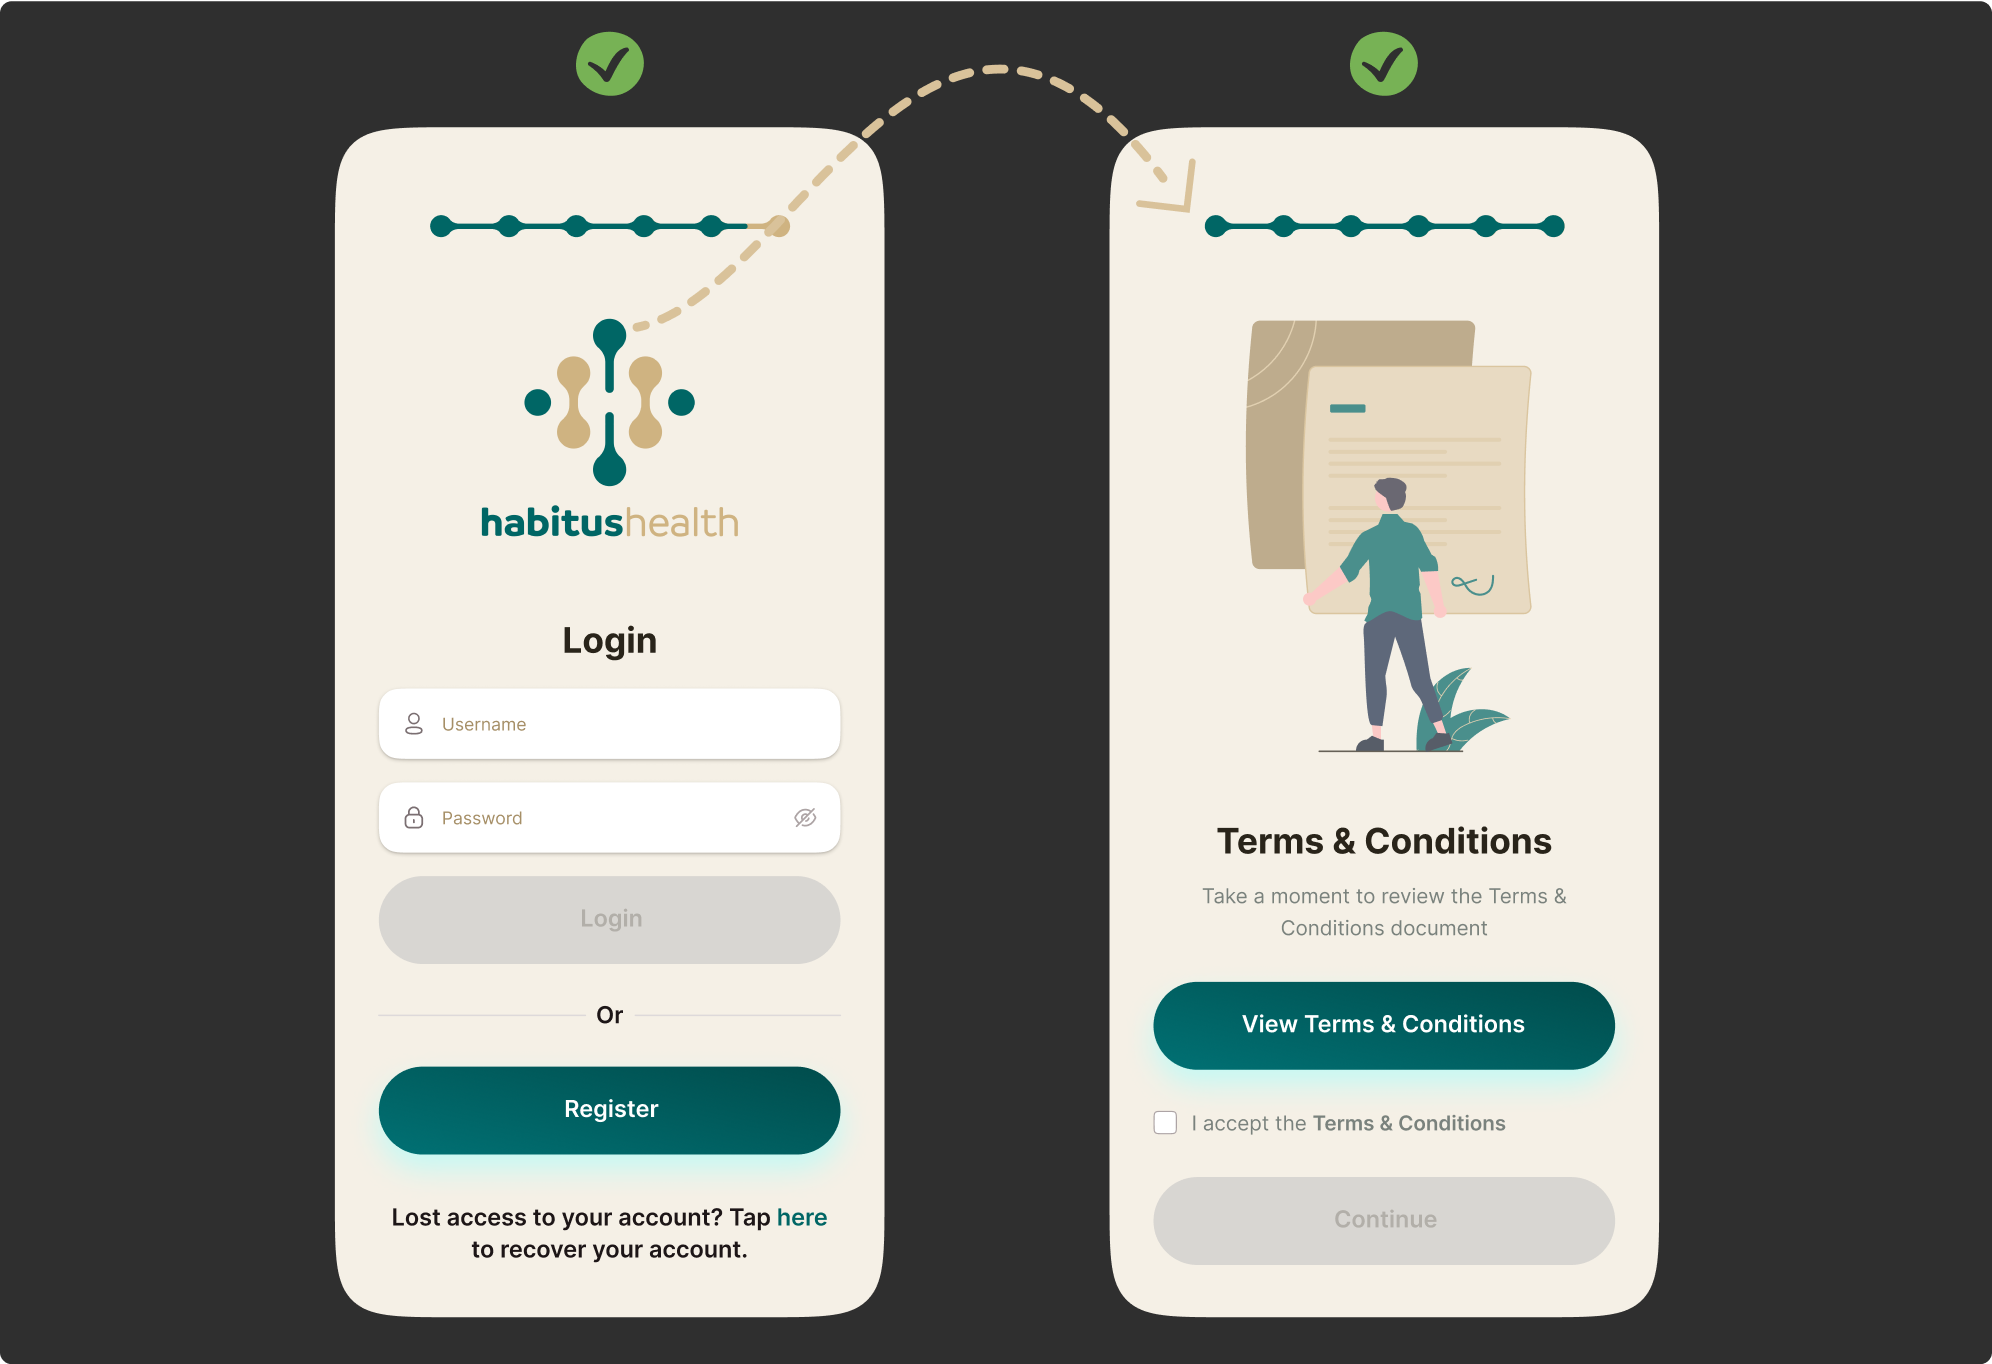 habitushealth
Login
Username
Password
Login
Or
Register
Lost access to your account? Tap here
to recover your account.
Terms & Conditions
Take a moment to review the Terms &
Conditions document
View Terms & Conditions
I accept the Terms & Conditions
Continue